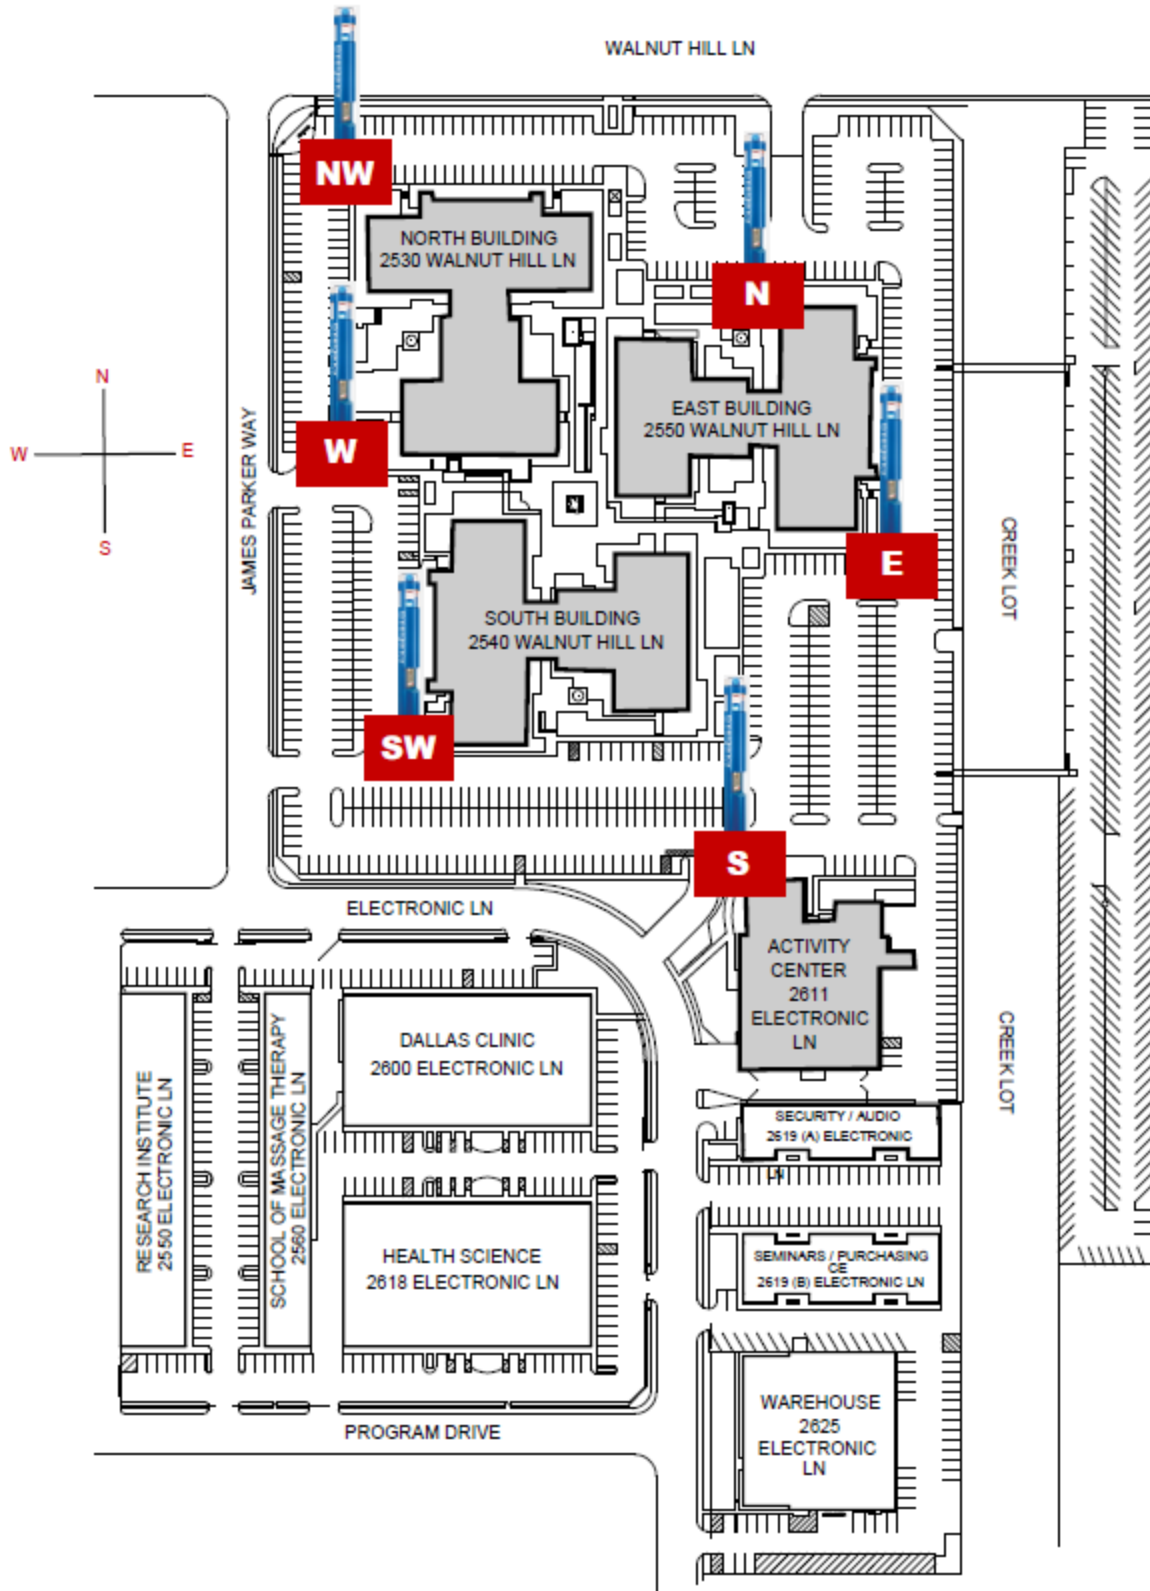 WALNUT HILL LN
NW
NORTH BUILDING
2530 WALNUT HILL LN
N
W
EAST BUILDING
2550 WALNUT HILL LN
N
W
E
S
JAMES PARKER WAY
E
CREEK LOT
SOUTH BUILDING
2540 WALNUT HILL LN
SW
S
ELECTRONIC LN
ACTIVITY
CENTER
2611
ELECTRONIC
LN
CREEK LOT
RESEARCH INSTITUTE
2550 ELECTRONIC LN
SCHOOL OF MASSAGE THERAPY
2560 ELECTRONIC LN
DALLAS CLINIC
2600 ELECTRONIC LN
SECURITY / AUDIO
2619 (A) ELECTRONIC
LN
HEALTH SCIENCE
2618 ELECTRONIC LN
SEMINARS / PURCHASING
CE
2619 (B) ELECTRONIC LN
WAREHOUSE
2625
ELECTRONIC
LN
PROGRAM DRIVE